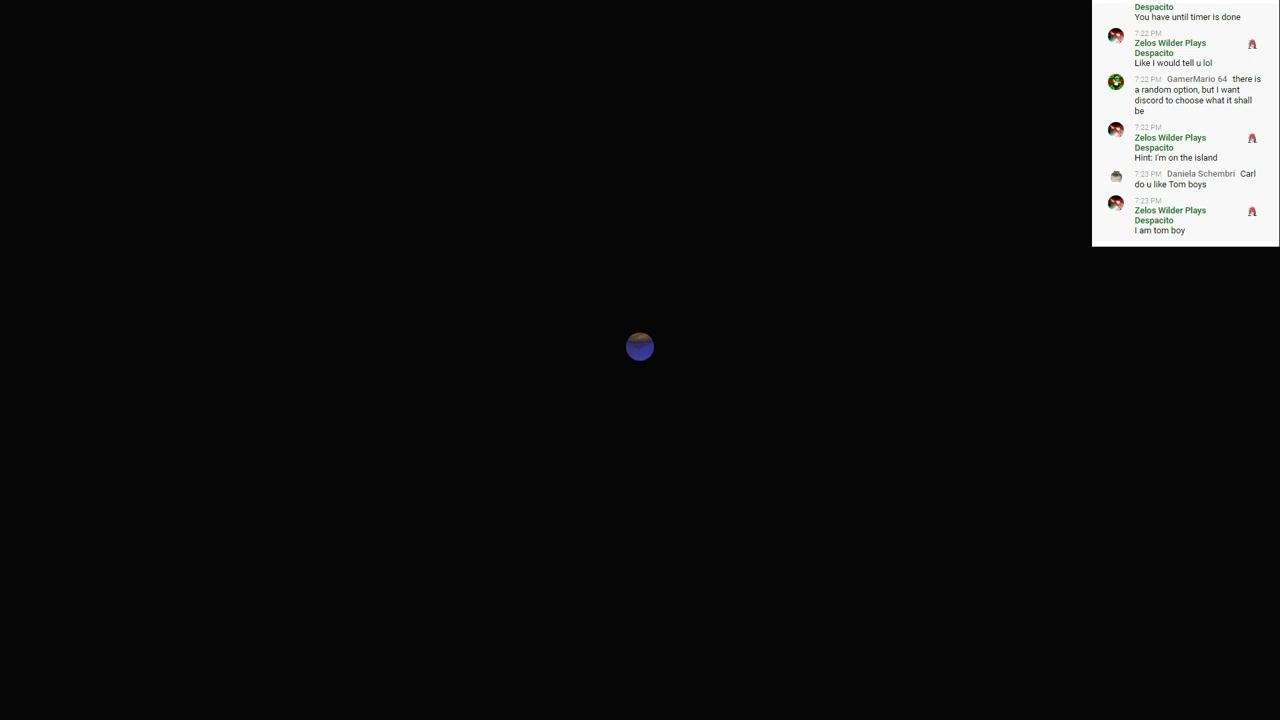 Despacito
You have until timer is done
7:22 PM
Zelos Wilder Plays
Despacito
Like I would tell u lol
7:22 PM GamerMario 64 there is
a random option, but I want
discord to choose what it shall
be
7:22 PM
Zelos Wilder Plays
Despacito
Hint: I'm on the island
7:23 PM Daniela Schembri Carl
do u like Tom boys
7:23 PM
Zelos Wilder Plays
Despacito
I am tom boy